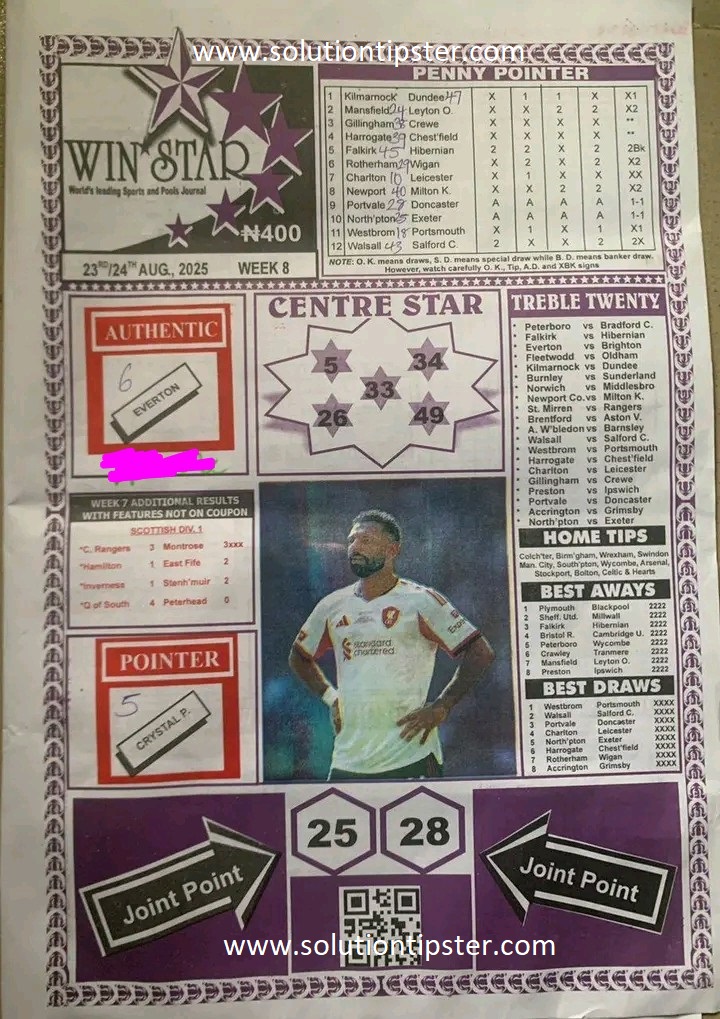 www.solutiontipster.com
WIN STAR
World's leading Sports and Pools Journal
₦400
23RD/24TH AUG., 2025 WEEK 8
PENNY POINTER
1 Kilmarnock 47 Dundee X 1 1 X X1
2 Mansfield 24 Leyton O. X X 2 2 X2
3 Gillingham 38 Crewe X X X X **
4 Harrogate 39 Chest'field X X X X **
5 Falkirk 45 Hibernian 2 2 X 2 2Bk
6 Rotherham 29 Wigan X 2 X 2 X2
7 Charlton 10 Leicester X 1 X X XX
8 Newport 40 Milton K. X X 2 2 X2
9 Portvale 28 Doncaster A A A A 1-1
10 North'pton 25 Exeter A A A A 1-1
11 Westbrom 18 Portsmouth X 1 X 1 X1
12 Walsall 43 Salford C. 2 X X 2 2X
NOTE: O. K. means draws, S. D. means special draw while B. D. means banker draw.
However, watch carefully O. K., Tip, A.D. and XBK signs
AUTHENTIC
6
EVERTON
CENTRE STAR
5 34
33
26 49
TREBLE TWENTY
* Peterboro vs Bradford C.
* Falkirk vs Hibernian
* Everton vs Brighton
* Fleetwodd vs Oldham
* Kilmarnock vs Dundee
* Burnley vs Sunderland
* Norwich vs Middlesbro
* Newport Co. vs Milton K.
* St. Mirren vs Rangers
* Brentford vs Aston V.
* A. W'bledon vs Barnsley
* Walsall vs Salford C.
* Westbrom vs Portsmouth
* Harrogate vs Chest'field
* Charlton vs Leicester
* Gillingham vs Crewe
* Preston vs Ipswich
* Portvale vs Doncaster
* Accrington vs Grimsby
* North'pton vs Exeter
WEEK 7 ADDITIONAL RESULTS
WITH FEATURES NOT ON COUPON
SCOTTISH DIV. 1
*C. Rangers 3 Montrose 3xxx
*Hamilton 1 East Fife 2
*Inverness 1 Stenh'muir 2
*Q of South 4 Peterhead 0
POINTER
5
CRYSTAL P.
standard
chartered
HOME TIPS
Colch'ter, Birm'gham, Wrexham, Swindon
Man. City, South'pton, Wycombe, Arsenal,
Stockport, Bolton, Celtic & Hearts
BEST AWAYS
1 Plymouth Blackpool 2222
2 Sheff. Utd. Millwall 2222
3 Falkirk Hibernian 2222
4 Bristol R. Cambridge U. 2222
5 Peterboro Wycombe 2222
6 Crawley Tranmere 2222
7 Mansfield Leyton O. 2222
8 Preston Ipswich 2222
BEST DRAWS
1 Westbrom Portsmouth XXXX
2 Walsall Salford C. XXXX
3 Portvale Doncaster XXXX
4 Charlton Leicester XXXX
5 North'pton Exeter XXXX
6 Harrogate Chest'field XXXX
7 Rotherham Wigan XXXX
8 Accrington Grimsby XXXX
Joint Point
25 28
Joint Point
www.solutiontipster.com